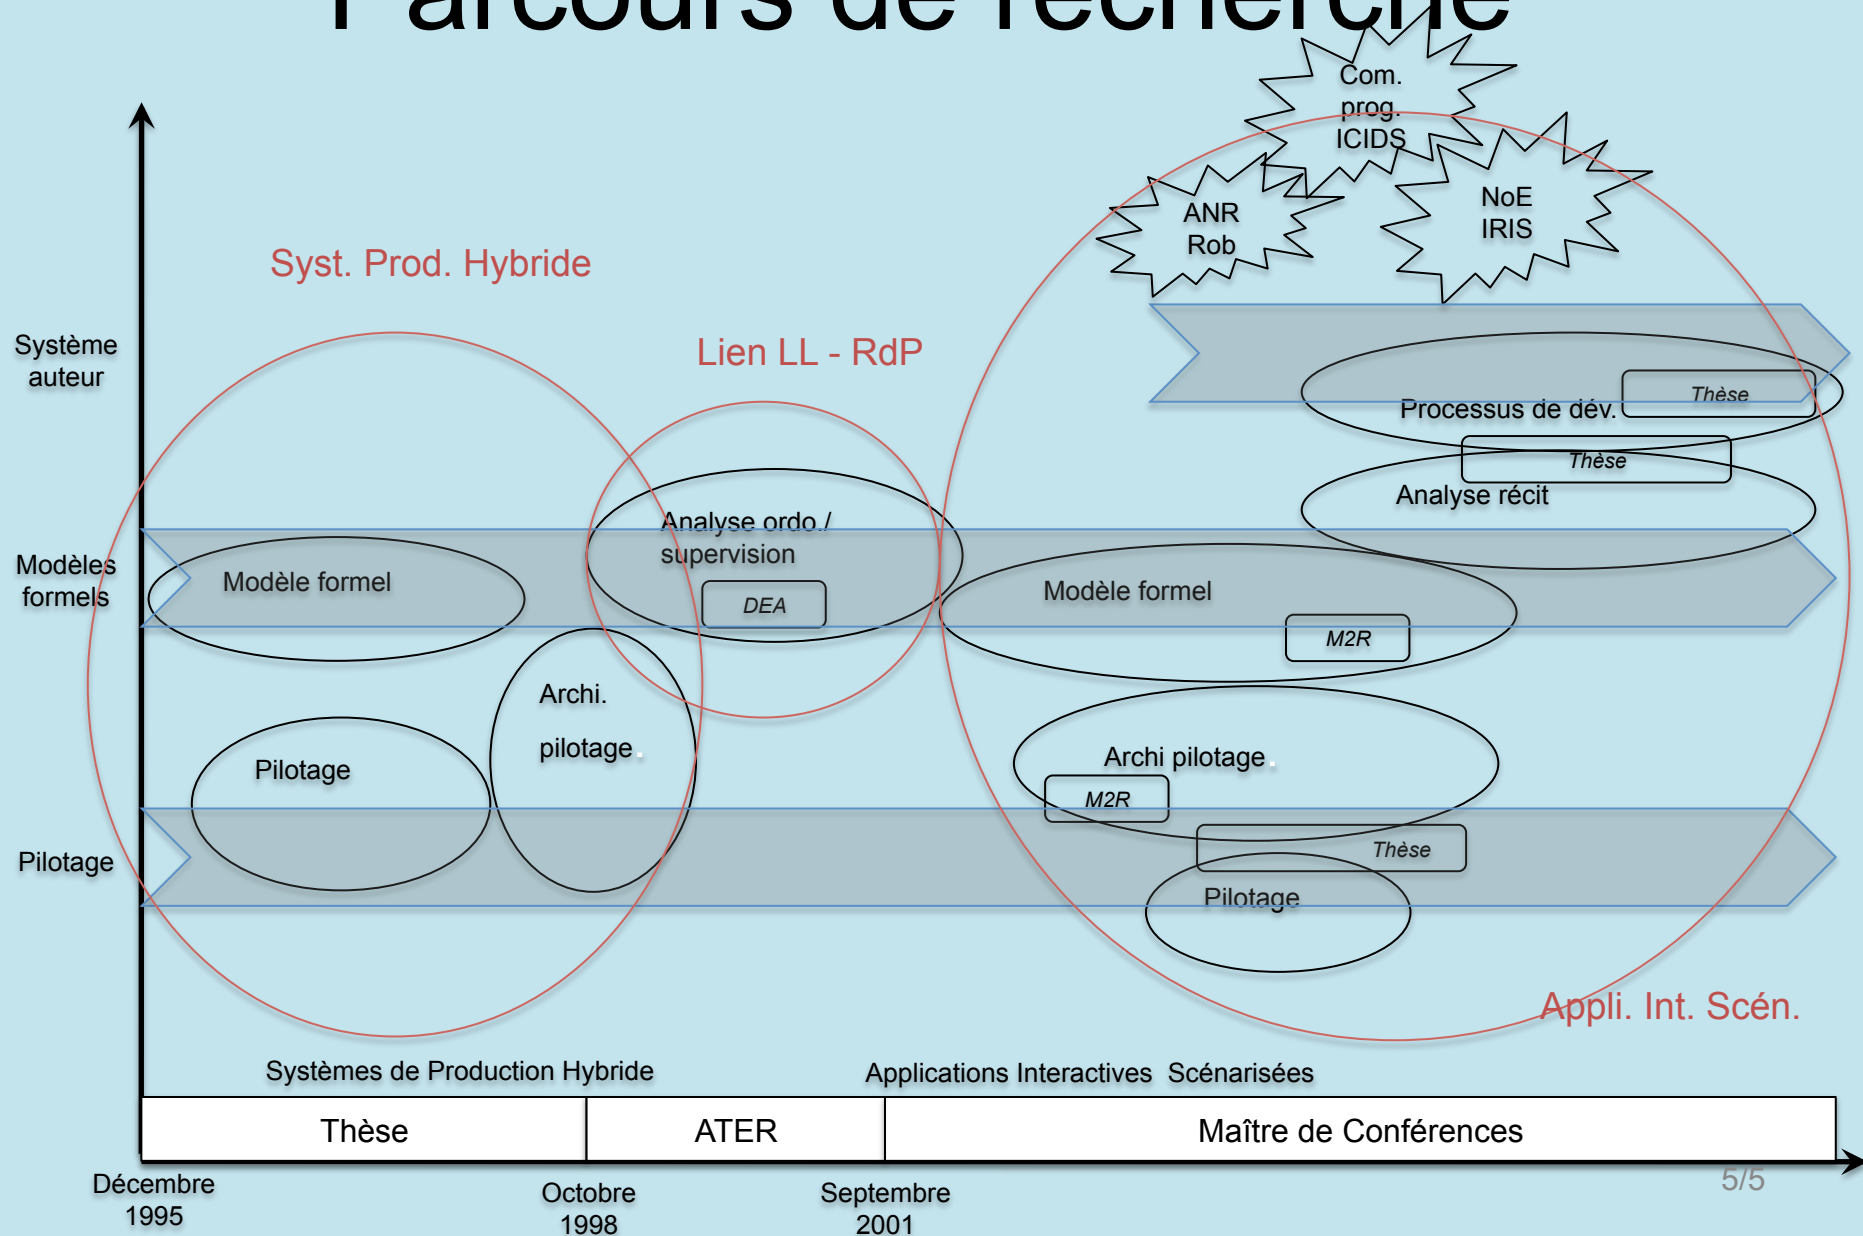 Parcours de recherche
Com.
prog.
ICIDS
ANR
Rob
NoE
IRIS
Syst. Prod. Hybride
Lien LL - RdP
Système
auteur
Thèse
Processus de dév.
Thèse
Analyse récit
Analyse ordo./
supervision
Modèles
formels
Modèle formel
DEA
Modèle formel
M2R
Archi.
pilotage.
Pilotage
Archi pilotage.
M2R
Thèse
Pilotage
Pilotage
Appli. Int. Scén.
Systèmes de Production Hybride
Applications Interactives Scénarisées
Thèse
ATER
Maître de Conférences
Décembre
1995
Octobre
1998
Septembre
2001
5/5